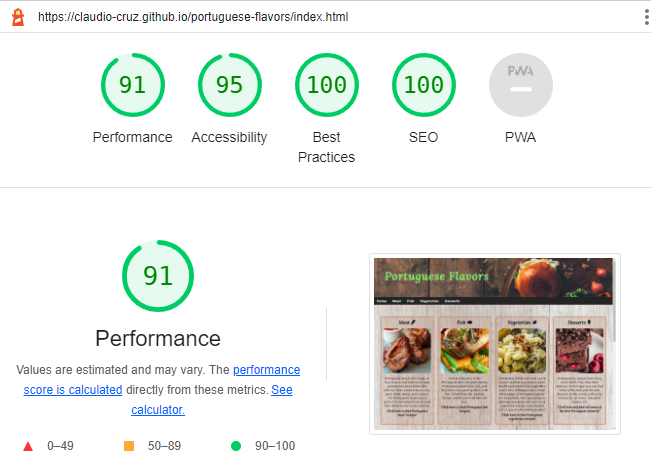 https://claudio-cruz.github.io/portuguese-flavors/index.html
91
95
100
100
PWA
Performance
Accessibility
Best
Practices
SEO
PWA
91
Performance
Values are estimated and may vary. The performance
score is calculated directly from these metrics. See
calculator.
0–49
50–89
90–100
Portuguese Flavors
Home Meat Fish Vegetarian Desserts
Meat
Fish
Vegetarian
Desserts